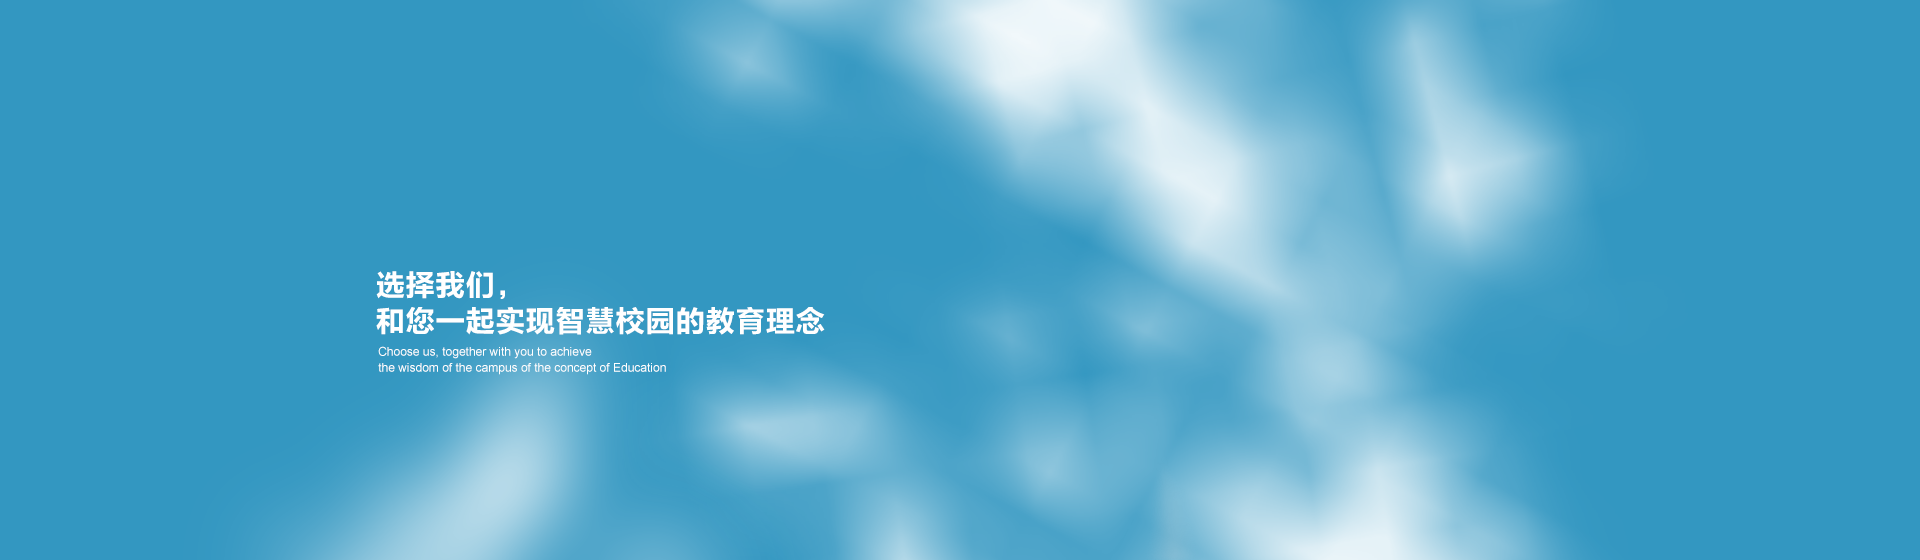 选择我们，
和您一起实现智慧校园的教育理念
Choose us, together with you to achieve
the wisdom of the campus of the concept of Education